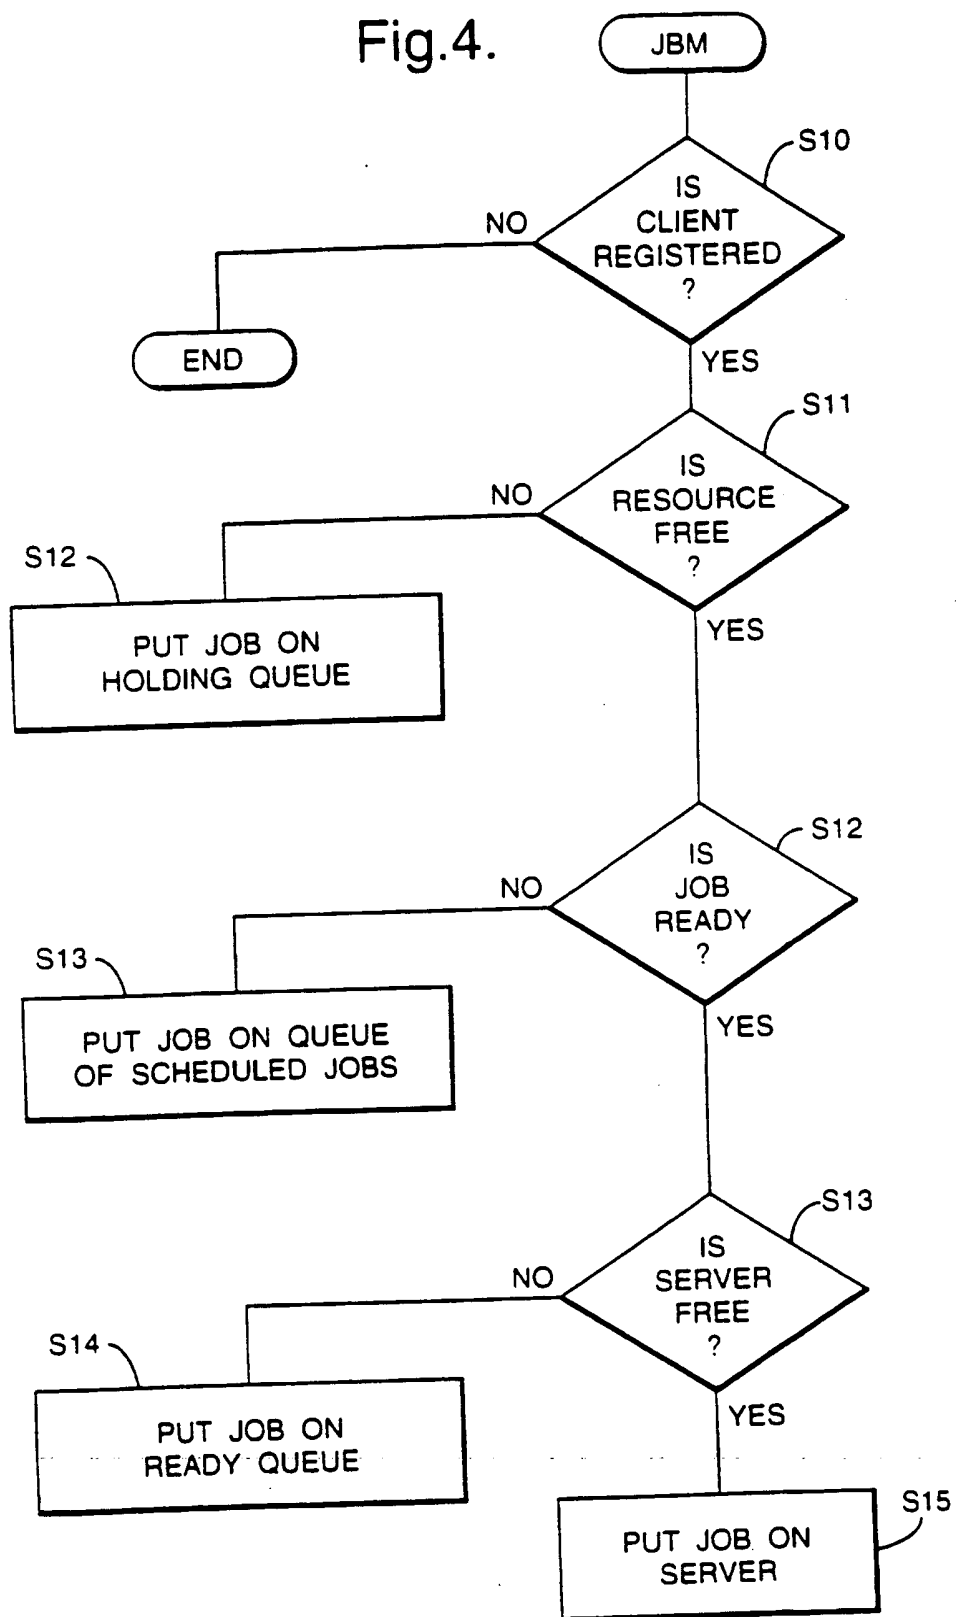 Fig.4.
JBM
S10
IS
CLIENT
REGISTERED
?
NO
END
YES
S11
IS
RESOURCE
FREE
?
NO
S12
PUT JOB ON
HOLDING QUEUE
YES
S12
IS
JOB
READY
?
NO
S13
PUT JOB ON QUEUE
OF SCHEDULED JOBS
YES
S13
IS
SERVER
FREE
?
NO
S14
PUT JOB ON
READY QUEUE
YES
S15
PUT JOB ON
SERVER